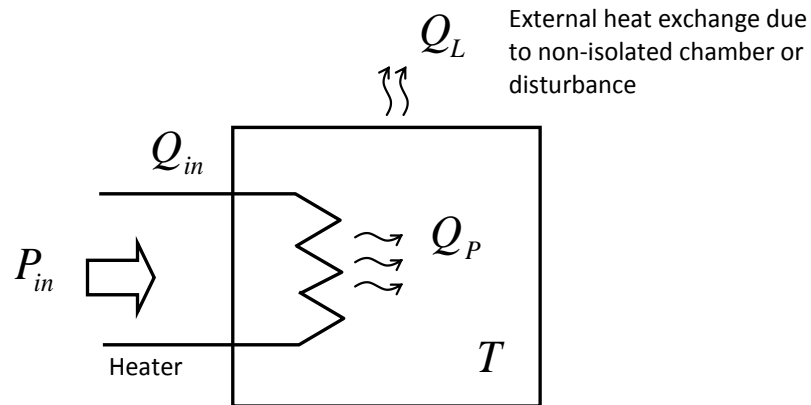 Q_L
External heat exchange due
to non-isolated chamber or
disturbance
Q_in
P_in
Q_P
Heater
T